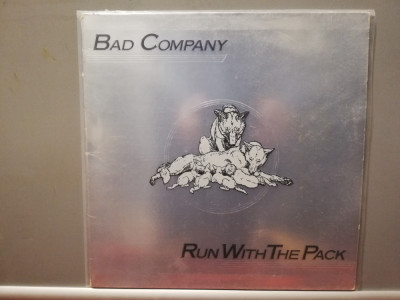 BAD COMPANY
RUN WITH THE PACK